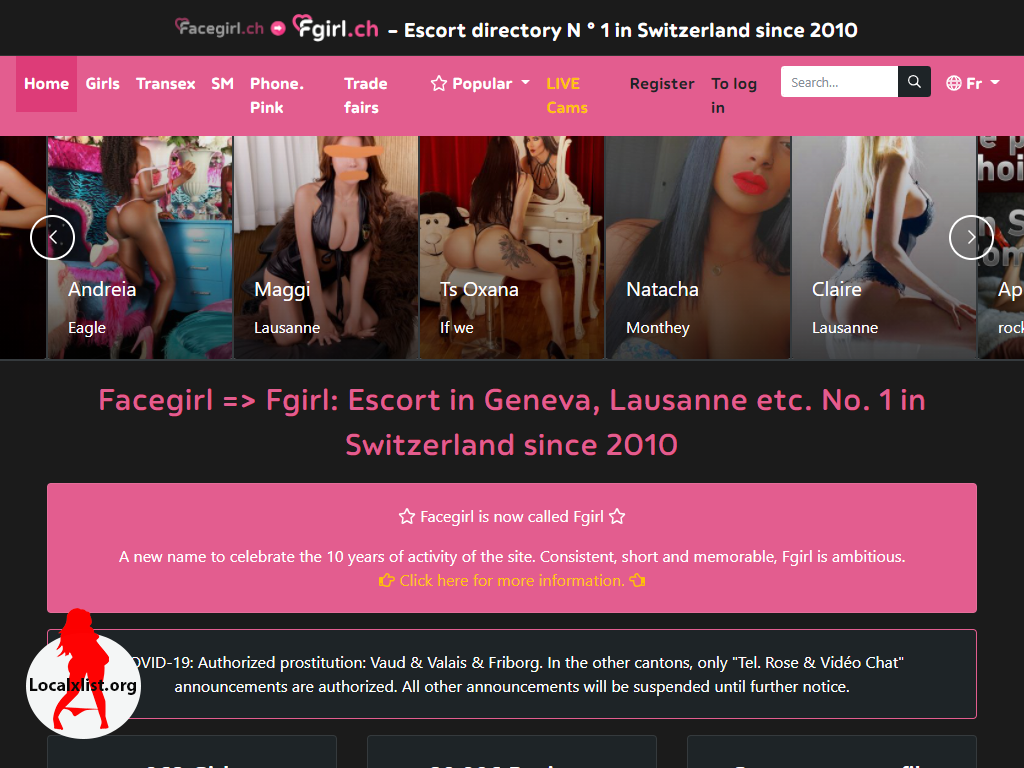 Facegirl.ch Fgirl.ch – Escort directory N ° 1 in Switzerland since 2010
Home Girls Transex SM Phone. Pink Trade fairs Popular LIVE Cams Register To log in Search... Fr
Andreia
Eagle
Maggi
Lausanne
Ts Oxana
If we
Natacha
Monthey
Claire
Lausanne
Ap
rock
Facegirl => Fgirl: Escort in Geneva, Lausanne etc. No. 1 in
Switzerland since 2010
Facegirl is now called Fgirl
A new name to celebrate the 10 years of activity of the site. Consistent, short and memorable, Fgirl is ambitious.
Click here for more information.
OVID-19: Authorized prostitution: Vaud & Valais & Friborg. In the other cantons, only "Tel. Rose & Vidéo Chat"
announcements are authorized. All other announcements will be suspended until further notice.
Localxlist.org